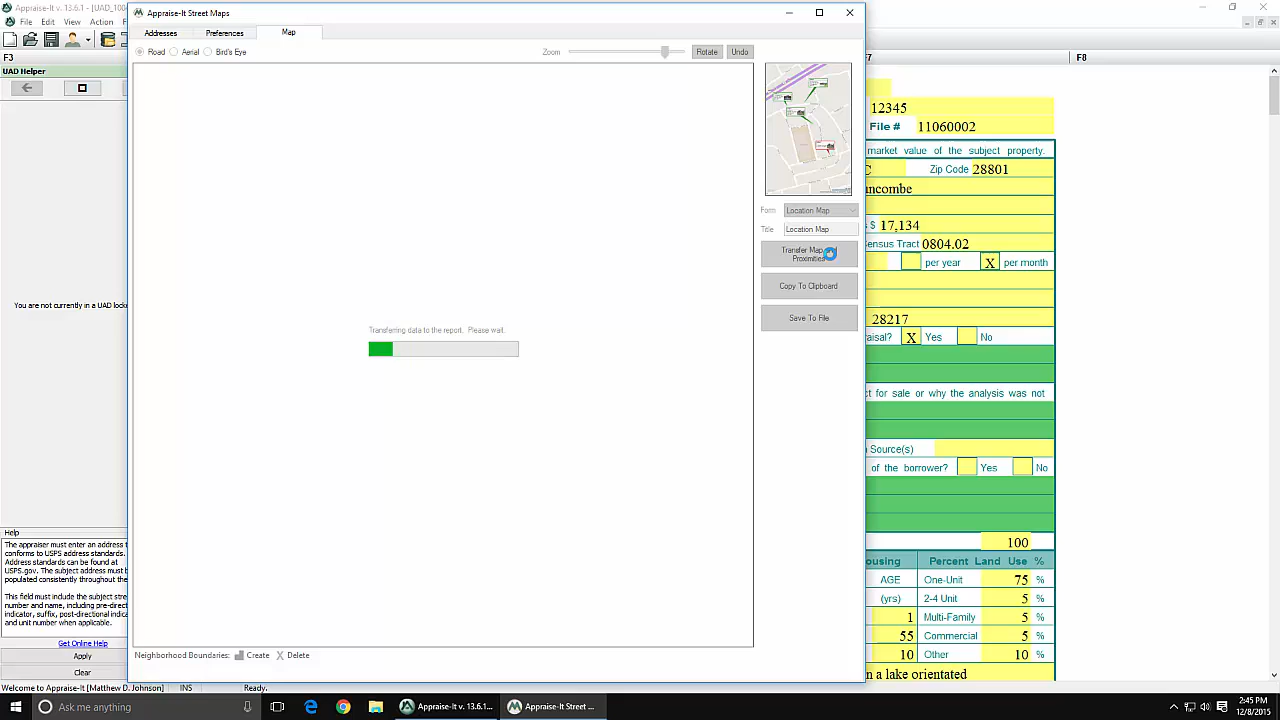 Appraise-It - v. 13.6.1 - [UAD_100
File Edit View Action
F3
UAD Helper
You are not currently in a UAD lock
Help
The appraiser must enter an address t
conforms to USPS address standards.
Address standards can be found at
USPS.gov. The subject address must b
populated consistently throughout the
This field must include the subject stre
number and name, including pre-direc
indicator, suffix, post-directional indica
and unit number when applicable.
Get Online Help
Apply
Clear
Welcome to Appraise-It [Matthew D. Johnson]
INS
Ready.
Appraise-It Street Maps
Addresses
Preferences
Map
Road
Aerial
Bird's Eye
Zoom
Rotate
Undo
Form
Location Map
Title
Location Map
Transfer Map
Proximities
Copy To Clipboard
Save To File
Transferring data to the report. Please wait.
Neighborhood Boundaries:
Create
X Delete
F7
F8
12345
File # 11060002
market value of the subject property.
C
Zip Code 28801
uncombe
s $ 17,134
ensus Tract 0804.02
per year
X per month
28217
raisal? X Yes No
ct for sale or why the analysis was not
Source(s)
of the borrower? Yes No
100
ousing Percent Land Use %
AGE One-Unit 75 %
(yrs) 2-4 Unit 5 %
1 Multi-Family 5 %
55 Commercial 5 %
10 Other 10 %
n a lake orientated
Ask me anything
Appraise-It v. 13.6.1...
Appraise-It Street ...
2:45 PM
12/8/2015